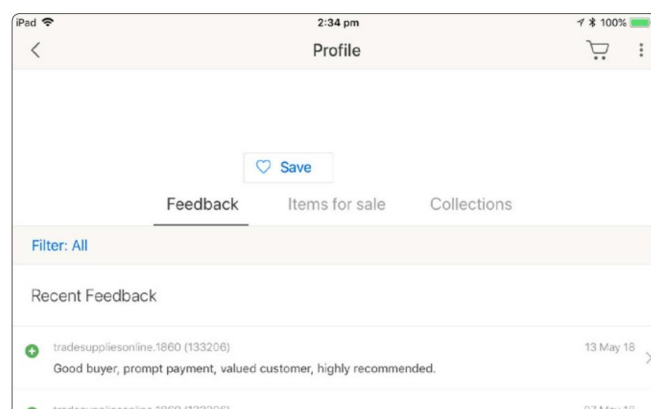 iPad 2:34 pm 100%
Profile
Save
Feedback Items for sale Collections
Filter: All
Recent Feedback
tradesuppliesonline.1860 (133206) 13 May 18
Good buyer, prompt payment, valued customer, highly recommended.